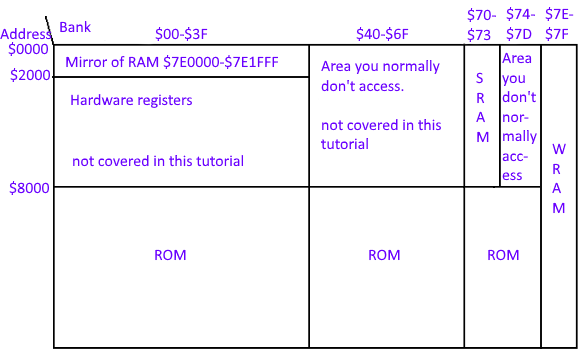 Bank
$00-$3F
$40-$6F
$70-
$73
$74-
$7D
$7E-
$7F
Address
$0000
$2000
$8000
Mirror of RAM $7E0000-$7E1FFF
Hardware registers
not covered in this tutorial
Area you normally
don't access.
not covered in this
tutorial
S
R
A
M
Area
you
don't
nor-
mally
acc-
ess
W
R
A
M
ROM
ROM
ROM